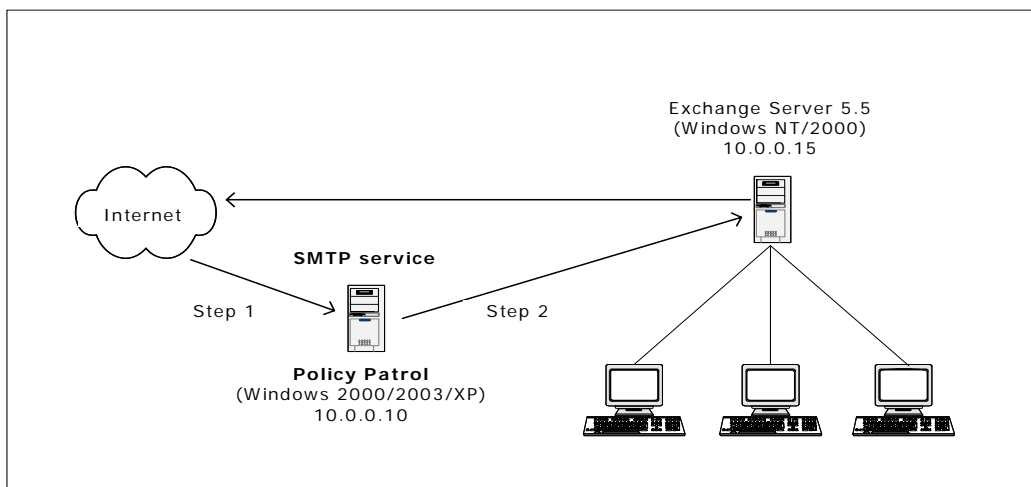 Exchange Server 5.5
(Windows NT/2000)
10.0.0.15
Internet
SMTP service
Step 1
Step 2
Policy Patrol
(Windows 2000/2003/XP)
10.0.0.10